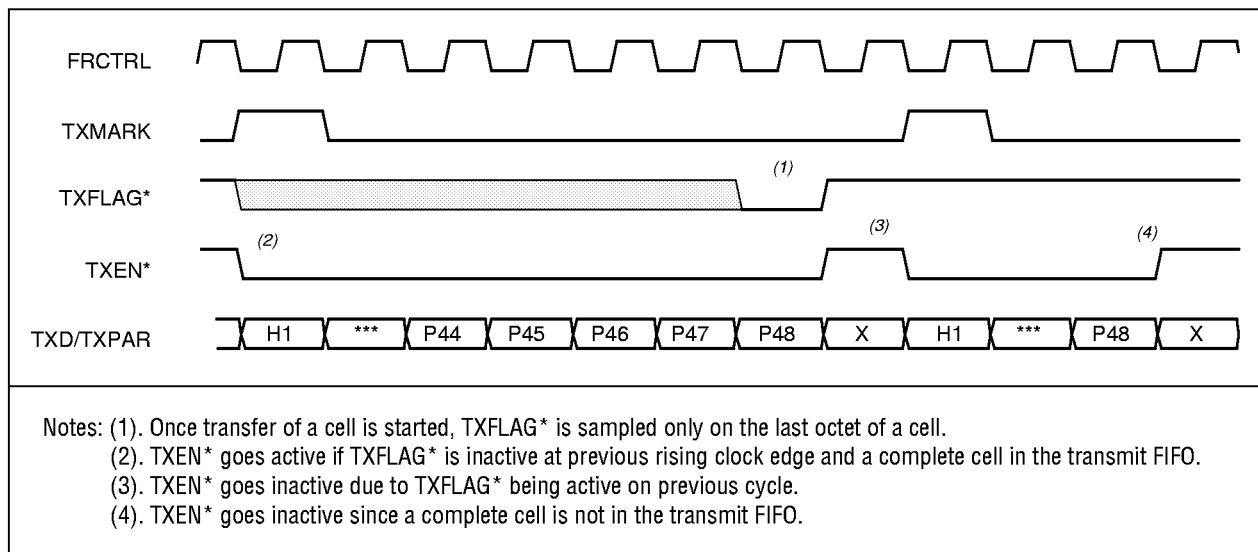 FRCTRL
TXMARK
(1)
TXFLAG*
(2) (3) (4)
TXEN*
TXD/TXPAR H1 *** P44 P45 P46 P47 P48 X H1 *** P48 X
Notes: (1). Once transfer of a cell is started, TXFLAG* is sampled only on the last octet of a cell.
(2). TXEN* goes active if TXFLAG* is inactive at previous rising clock edge and a complete cell in the transmit FIFO.
(3). TXEN* goes inactive due to TXFLAG* being active on previous cycle.
(4). TXEN* goes inactive since a complete cell is not in the transmit FIFO.